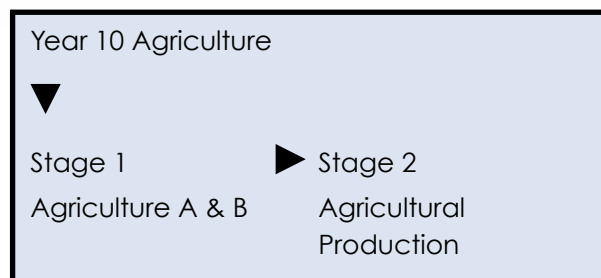 Year 10 Agriculture
Stage 1
Agriculture A & B
Stage 2
Agricultural
Production